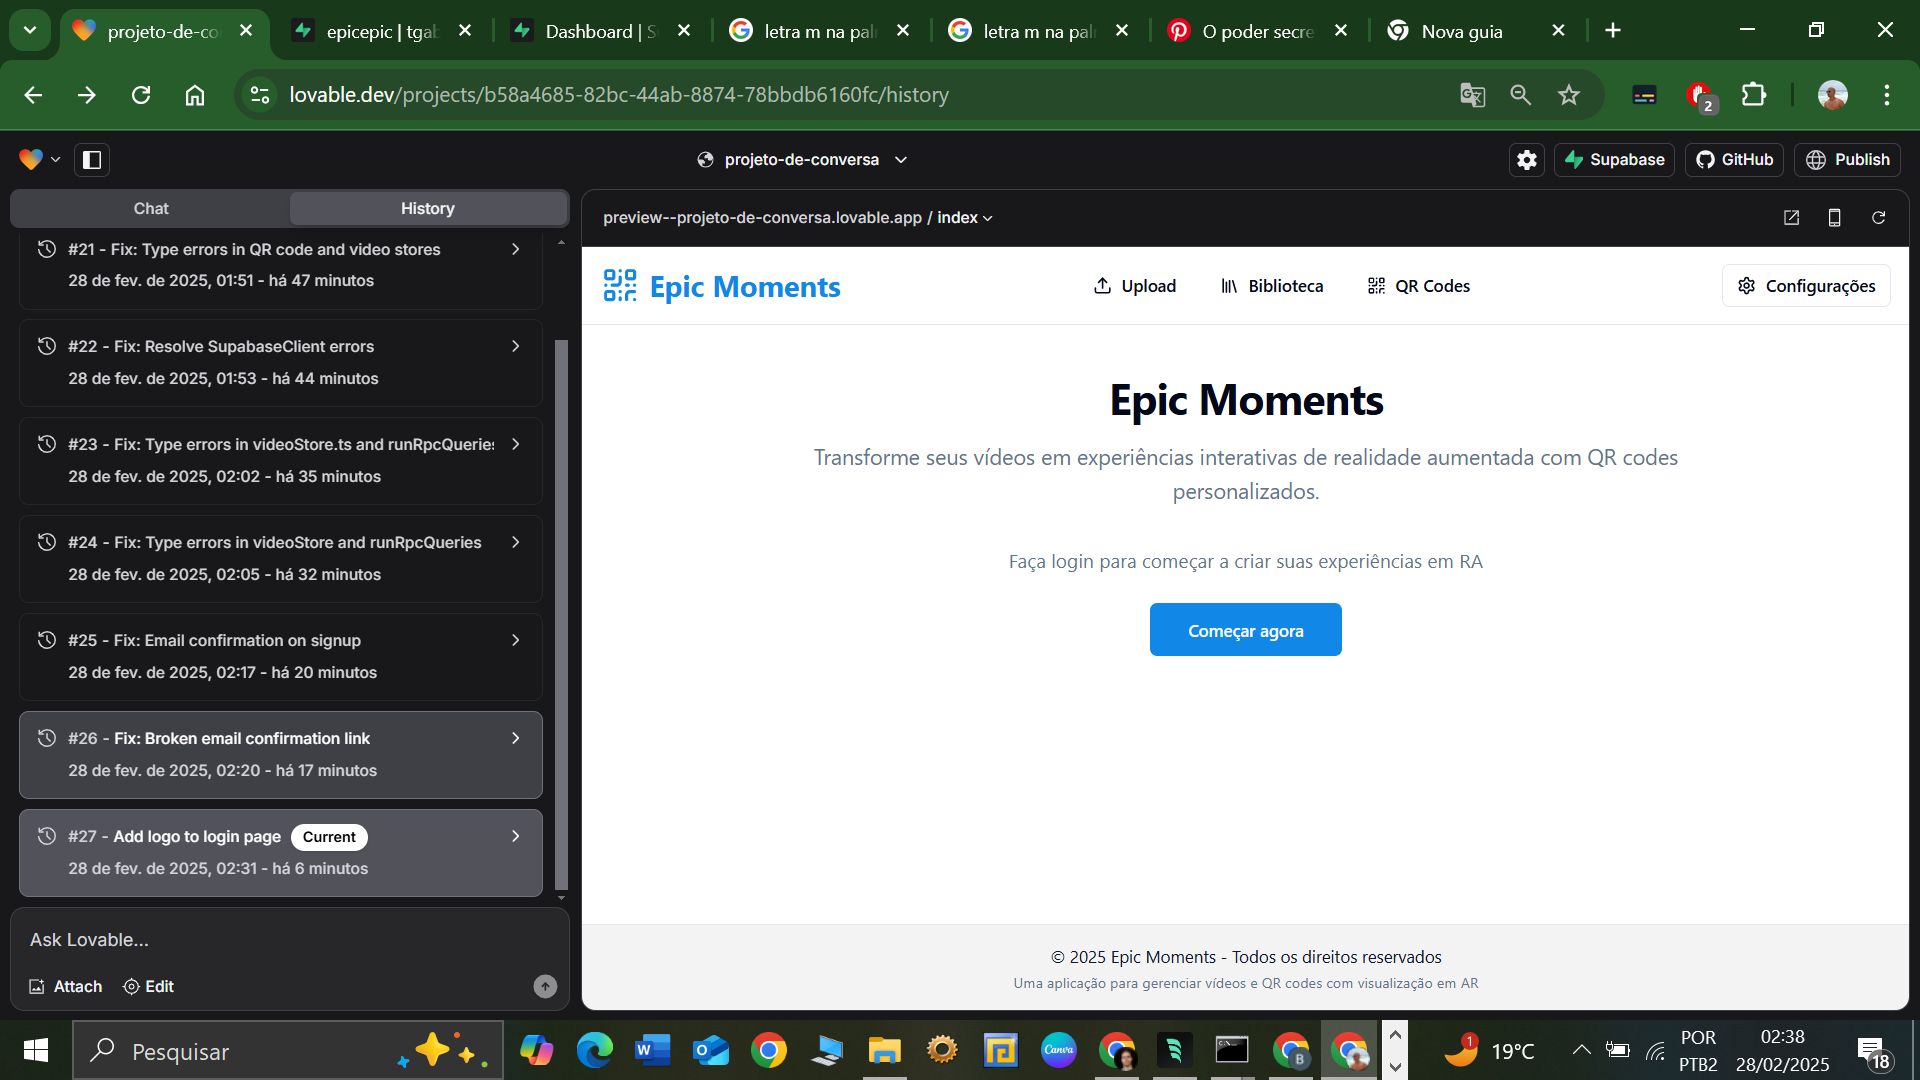 projeto-de-co
epicepic | tgab
Dashboard | S
letra m na pal
letra m na pal
O poder secre
Nova guia
lovable.dev/projects/b58a4685-82bc-44ab-8874-78bbdb6160fc/history
2
projeto-de-conversa
Supabase
GitHub
Publish
Chat
History
#21 - Fix: Type errors in QR code and video stores
28 de fev. de 2025, 01:51 - há 47 minutos
#22 - Fix: Resolve SupabaseClient errors
28 de fev. de 2025, 01:53 - há 44 minutos
#23 - Fix: Type errors in videoStore.ts and runRpcQueries
28 de fev. de 2025, 02:02 - há 35 minutos
#24 - Fix: Type errors in videoStore and runRpcQueries
28 de fev. de 2025, 02:05 - há 32 minutos
#25 - Fix: Email confirmation on signup
28 de fev. de 2025, 02:17 - há 20 minutos
#26 - Fix: Broken email confirmation link
28 de fev. de 2025, 02:20 - há 17 minutos
#27 - Add logo to login page Current
28 de fev. de 2025, 02:31 - há 6 minutos
Ask Lovable...
Attach
Edit
preview--projeto-de-conversa.lovable.app / index
Epic Moments
Upload
Biblioteca
QR Codes
Configurações
Epic Moments
Transforme seus vídeos em experiências interativas de realidade aumentada com QR codes
personalizados.
Faça login para começar a criar suas experiências em RA
Começar agora
© 2025 Epic Moments - Todos os direitos reservados
Uma aplicação para gerenciar vídeos e QR codes com visualização em AR
Pesquisar
Canva
B
1
19°C
POR
PTB2
02:38
28/02/2025
18